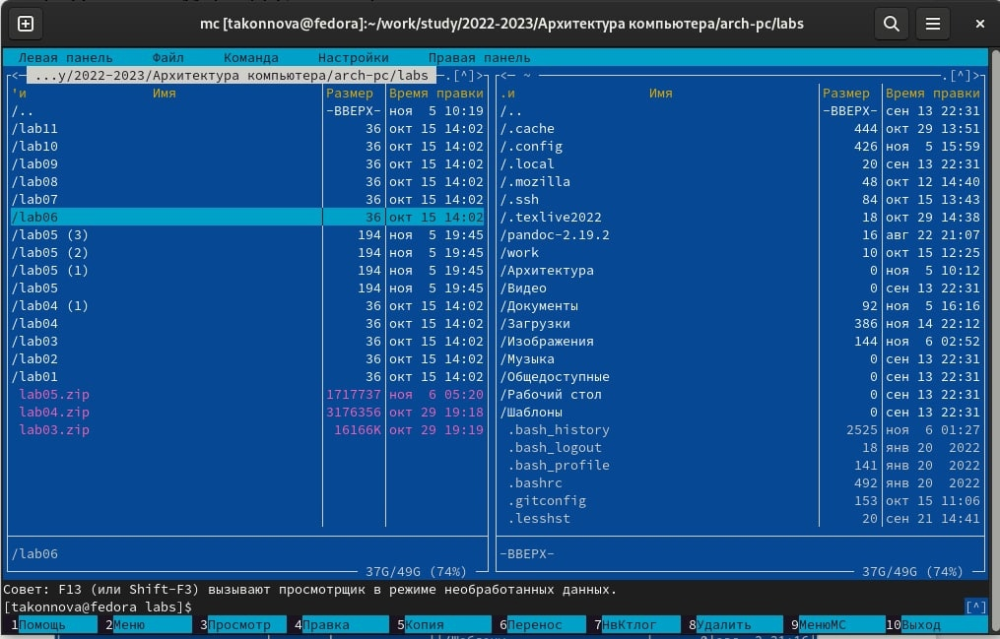 mc [takonnova@fedora]:~/work/study/2022-2023/Архитектура компьютера/arch-pc/labs
Левая панель Файл Команда Настройки Правая панель
<— ...y/2022-2023/Архитектура компьютера/arch-pc/labs —.[^]>
'и Имя Размер Время правки
/.. -ВВЕРХ- ноя 5 10:19
/lab11 36 окт 15 14:02
/lab10 36 окт 15 14:02
/lab09 36 окт 15 14:02
/lab08 36 окт 15 14:02
/lab07 36 окт 15 14:02
/lab06 36 окт 15 14:02
/lab05 (3) 194 ноя 5 19:45
/lab05 (2) 194 ноя 5 19:45
/lab05 (1) 194 ноя 5 19:45
/lab05 194 ноя 5 19:45
/lab04 (1) 36 окт 15 14:02
/lab04 36 окт 15 14:02
/lab03 36 окт 15 14:02
/lab02 36 окт 15 14:02
/lab01 36 окт 15 14:02
lab05.zip 1717737 ноя 6 05:20
lab04.zip 3176356 окт 29 19:18
lab03.zip 16166K окт 29 19:19
/lab06
37G/49G (74%)
<— ~ —.[^]>
.и Имя Размер Время правки
/.. -ВВЕРХ- сен 13 22:31
/.cache 444 окт 29 13:51
/.config 426 ноя 5 15:59
/.local 20 сен 13 22:31
/.mozilla 48 окт 12 14:40
/.ssh 84 окт 15 13:43
/.texlive2022 18 окт 29 14:38
/pandoc-2.19.2 16 авг 22 21:07
/work 10 окт 15 12:25
/Архитектура 0 ноя 5 10:12
/Видео 0 сен 13 22:31
/Документы 92 ноя 5 16:16
/Загрузки 386 ноя 14 22:12
/Изображения 144 ноя 6 02:52
/Музыка 0 сен 13 22:31
/Общедоступные 0 сен 13 22:31
/Рабочий стол 0 сен 13 22:31
/Шаблоны 0 сен 13 22:31
.bash_history 2525 ноя 6 01:27
.bash_logout 18 янв 20 2022
.bash_profile 141 янв 20 2022
.bashrc 492 янв 20 2022
.gitconfig 153 окт 15 11:06
.lesshst 20 сен 21 14:41
-ВВЕРХ-
37G/49G (74%)
Совет: F13 (или Shift-F3) вызывают просмотрщик в режиме необработанных данных.
[takonnova@fedora labs]$ [^]
1Помощь 2Меню 3Просмотр 4Правка 5Копия 6Перенос 7НвКтлог 8Удалить 9МенюМС 10Выход